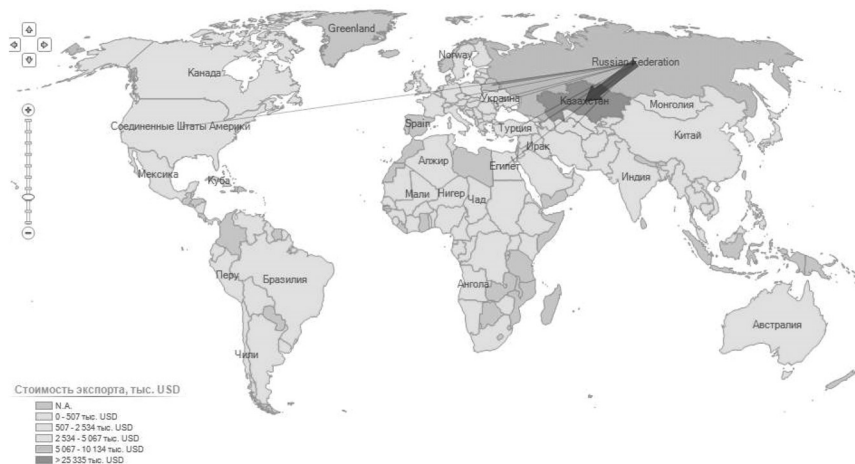 Greenland
Norway
Russian Federation
Канада
Украина
Казахстан
Монголия
Соединенные Штаты Америки
Spain
Турция
Китай
Алжир
Египет
Ирак
Мексика
Куба
Мали
Нигер
Чад
Индия
Перу
Бразилия
Ангола
Австралия
Чили
Стоимость экспорта, тыс. USD
N.A.
0 - 507 тыс. USD
507 - 2 534 тыс. USD
2 534 - 5 067 тыс. USD
5 067 - 10 134 тыс. USD
> 25 335 тыс. USD